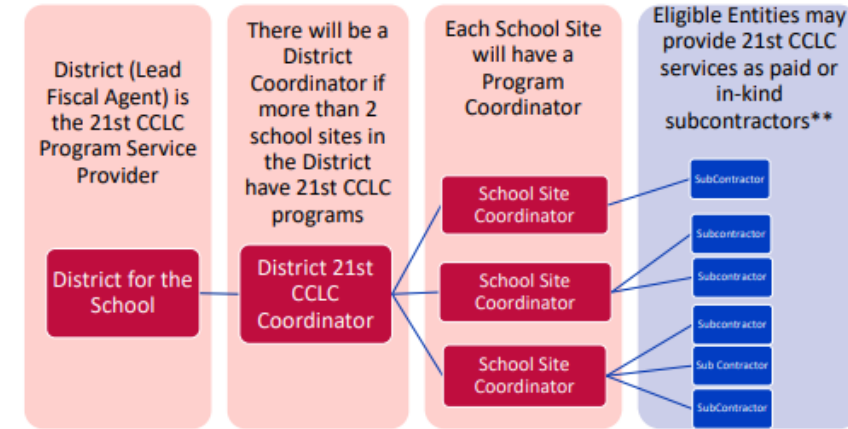 District (Lead
Fiscal Agent) is
the 21st CCLC
Program Service
Provider
District for the
School
There will be a
District
Coordinator if
more than 2
school sites in
the District
have 21st CCLC
programs
District 21st
CCLC
Coordinator
Each School Site
will have a
Program
Coordinator
School Site
Coordinator
School Site
Coordinator
School Site
Coordinator
Eligible Entities may
provide 21st CCLC
services as paid or
in-kind
subcontractors**
SubContractor
Subcontractor
Subcontractor
Subcontractor
Sub Contractor
SubContractor